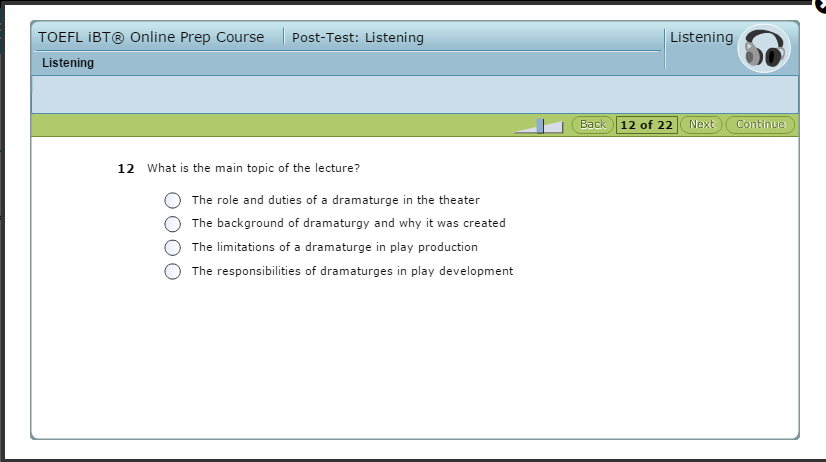 TOEFL iBT® Online Prep Course Post-Test: Listening Listening
Listening
Back 12 of 22 Next Continue
12 What is the main topic of the lecture?
The role and duties of a dramaturge in the theater
The background of dramaturgy and why it was created
The limitations of a dramaturge in play production
The responsibilities of dramaturges in play development